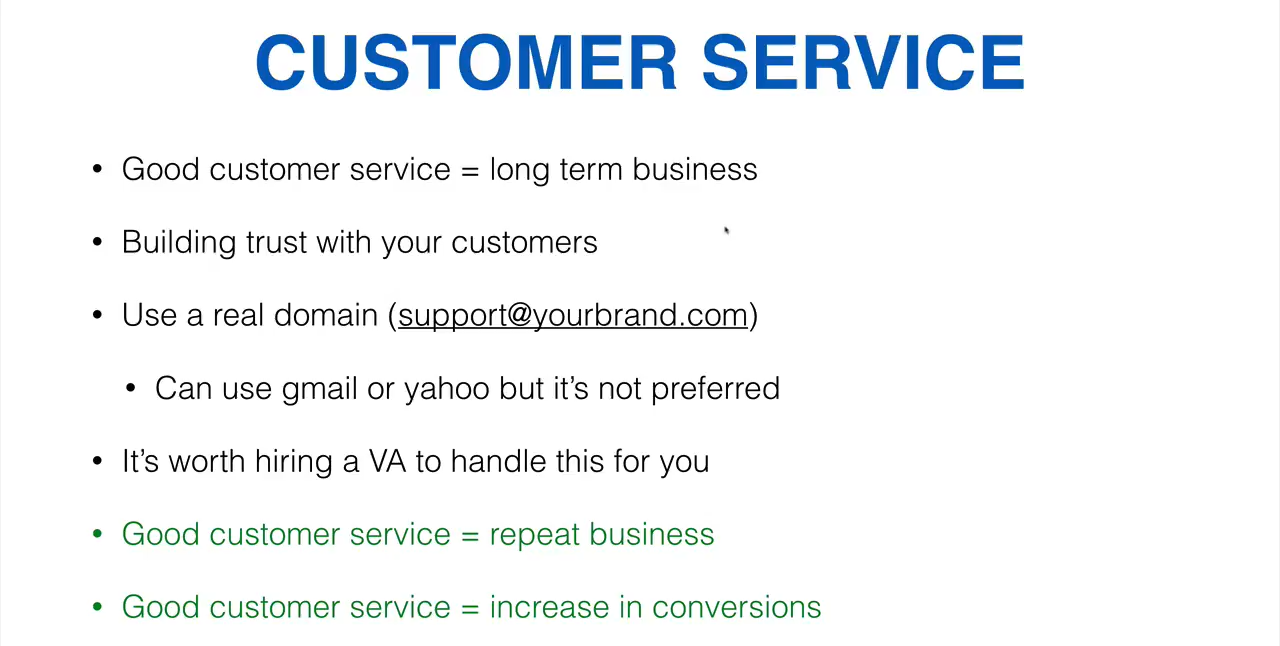 CUSTOMER SERVICE
• Good customer service = long term business
• Building trust with your customers
• Use a real domain (support@yourbrand.com)
• Can use gmail or yahoo but it’s not preferred
• It’s worth hiring a VA to handle this for you
• Good customer service = repeat business
• Good customer service = increase in conversions